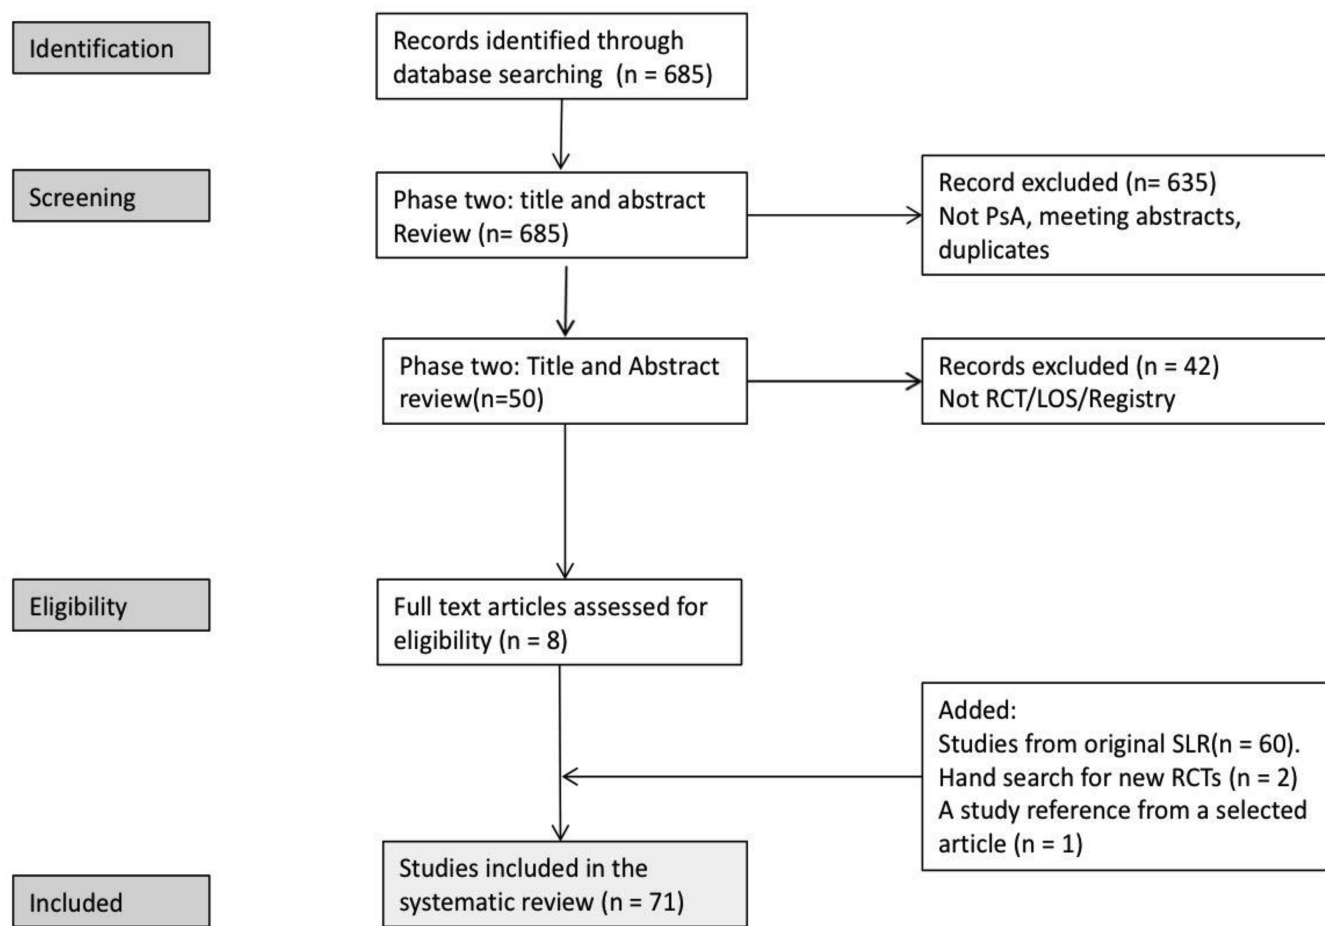 Identification
Records identified through
database searching (n = 685)
Screening
Phase two: title and abstract
Review (n= 685)
Record excluded (n= 635)
Not PsA, meeting abstracts,
duplicates
Phase two: Title and Abstract
review(n=50)
Records excluded (n = 42)
Not RCT/LOS/Registry
Eligibility
Full text articles assessed for
eligibility (n = 8)
Added:
Studies from original SLR(n = 60).
Hand search for new RCTs (n = 2)
A study reference from a selected
article (n = 1)
Included
Studies included in the
systematic review (n = 71)